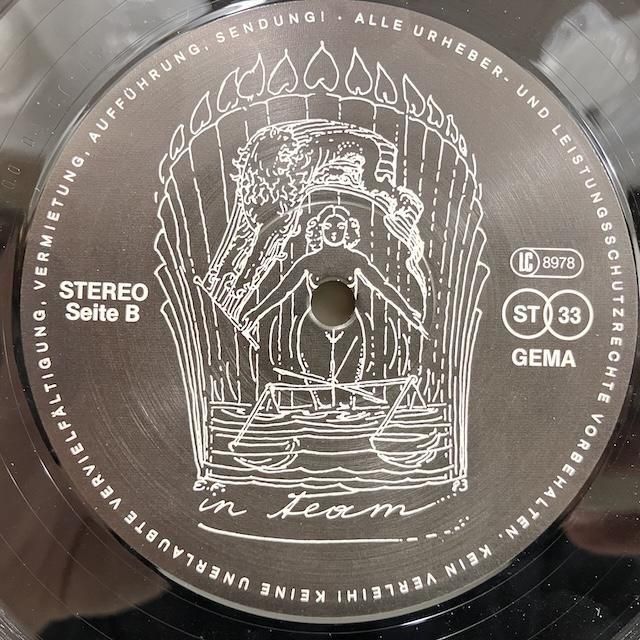 ALLE URHEBER- UND LEISTUNGSSCHUTZRECHTE VORBEHALTEN. KEIN VERLEIH! KEINE UNERLAUBTE VERVIELFÄLTIGUNG, VERMIETUNG, AUFFÜHRUNG, SENDUNG! ·
STEREO
Seite B
LC 8978
ST 33
GEMA
in team